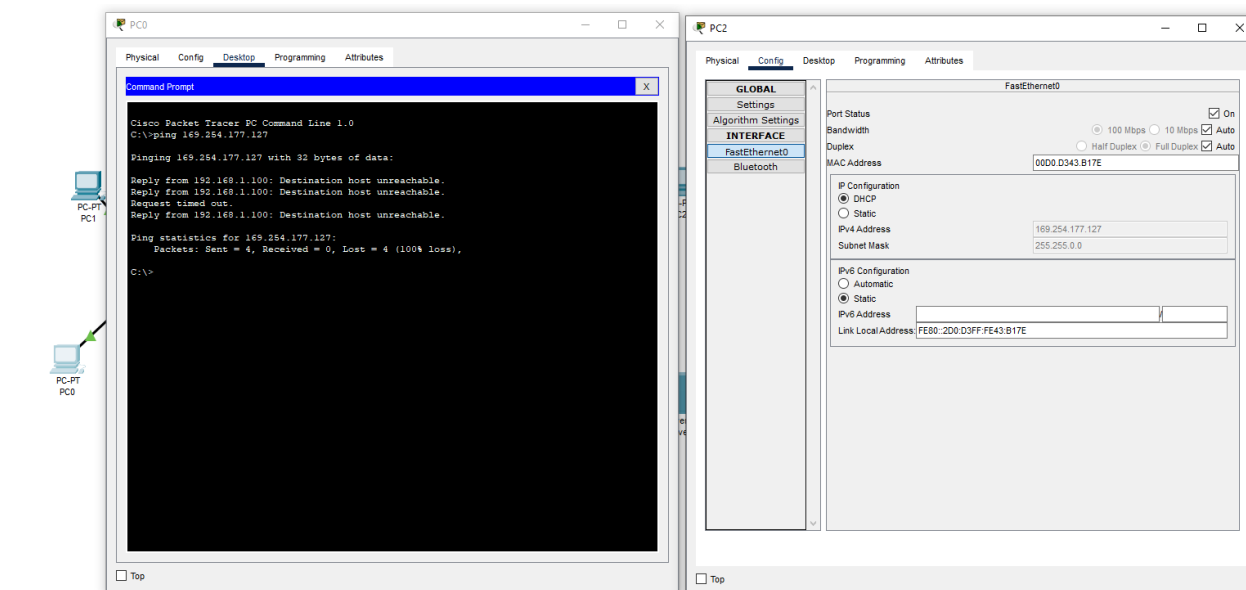 PC0
Physical Config Desktop Programming Attributes
Command Prompt
X
Cisco Packet Tracer PC Command Line 1.0
C:\>ping 169.254.177.127
Pinging 169.254.177.127 with 32 bytes of data:
Reply from 192.168.1.100: Destination host unreachable.
Reply from 192.168.1.100: Destination host unreachable.
Request timed out.
Reply from 192.168.1.100: Destination host unreachable.
Ping statistics for 169.254.177.127:
Packets: Sent = 4, Received = 0, Lost = 4 (100% loss),
C:\>
Top
PC-PT
PC1
PC-PT
PC0
PC2
Physical Config Desktop Programming Attributes
GLOBAL
Settings
Algorithm Settings
INTERFACE
FastEthernet0
Bluetooth
FastEthernet0
Port Status On
Bandwidth 100 Mbps 10 Mbps Auto
Duplex Half Duplex Full Duplex Auto
MAC Address 00D0.D343.B17E
IP Configuration
DHCP
Static
IPv4 Address 169.254.177.127
Subnet Mask 255.255.0.0
IPv6 Configuration
Automatic
Static
IPv6 Address /
Link Local Address: FE80::2D0:D3FF:FE43:B17E
Top